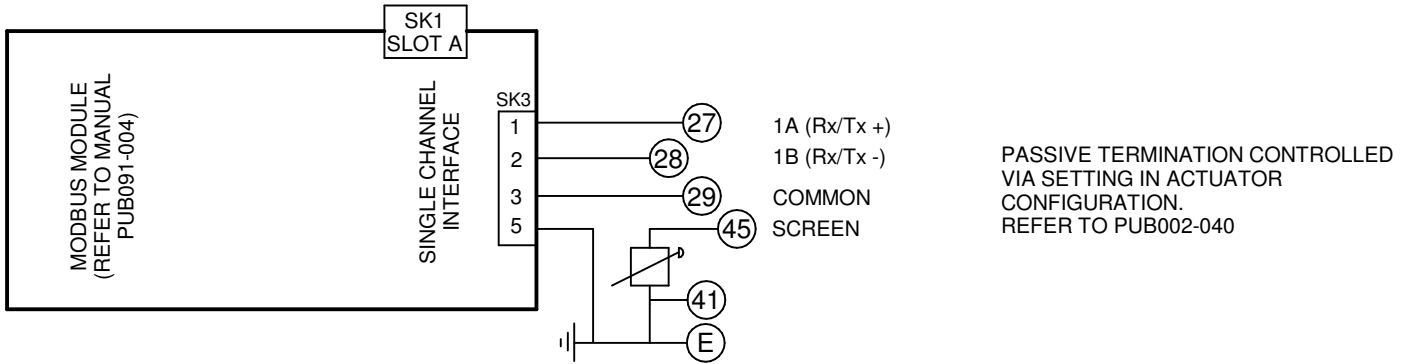 SK1
SLOT A
MODBUS MODULE
(REFER TO MANUAL
PUB091-004)
SINGLE CHANNEL
INTERFACE
SK3
1
2
3
5
27
1A (Rx/Tx +)
28
1B (Rx/Tx -)
29
COMMON
45
SCREEN
41
E
PASSIVE TERMINATION CONTROLLED
VIA SETTING IN ACTUATOR
CONFIGURATION.
REFER TO PUB002-040